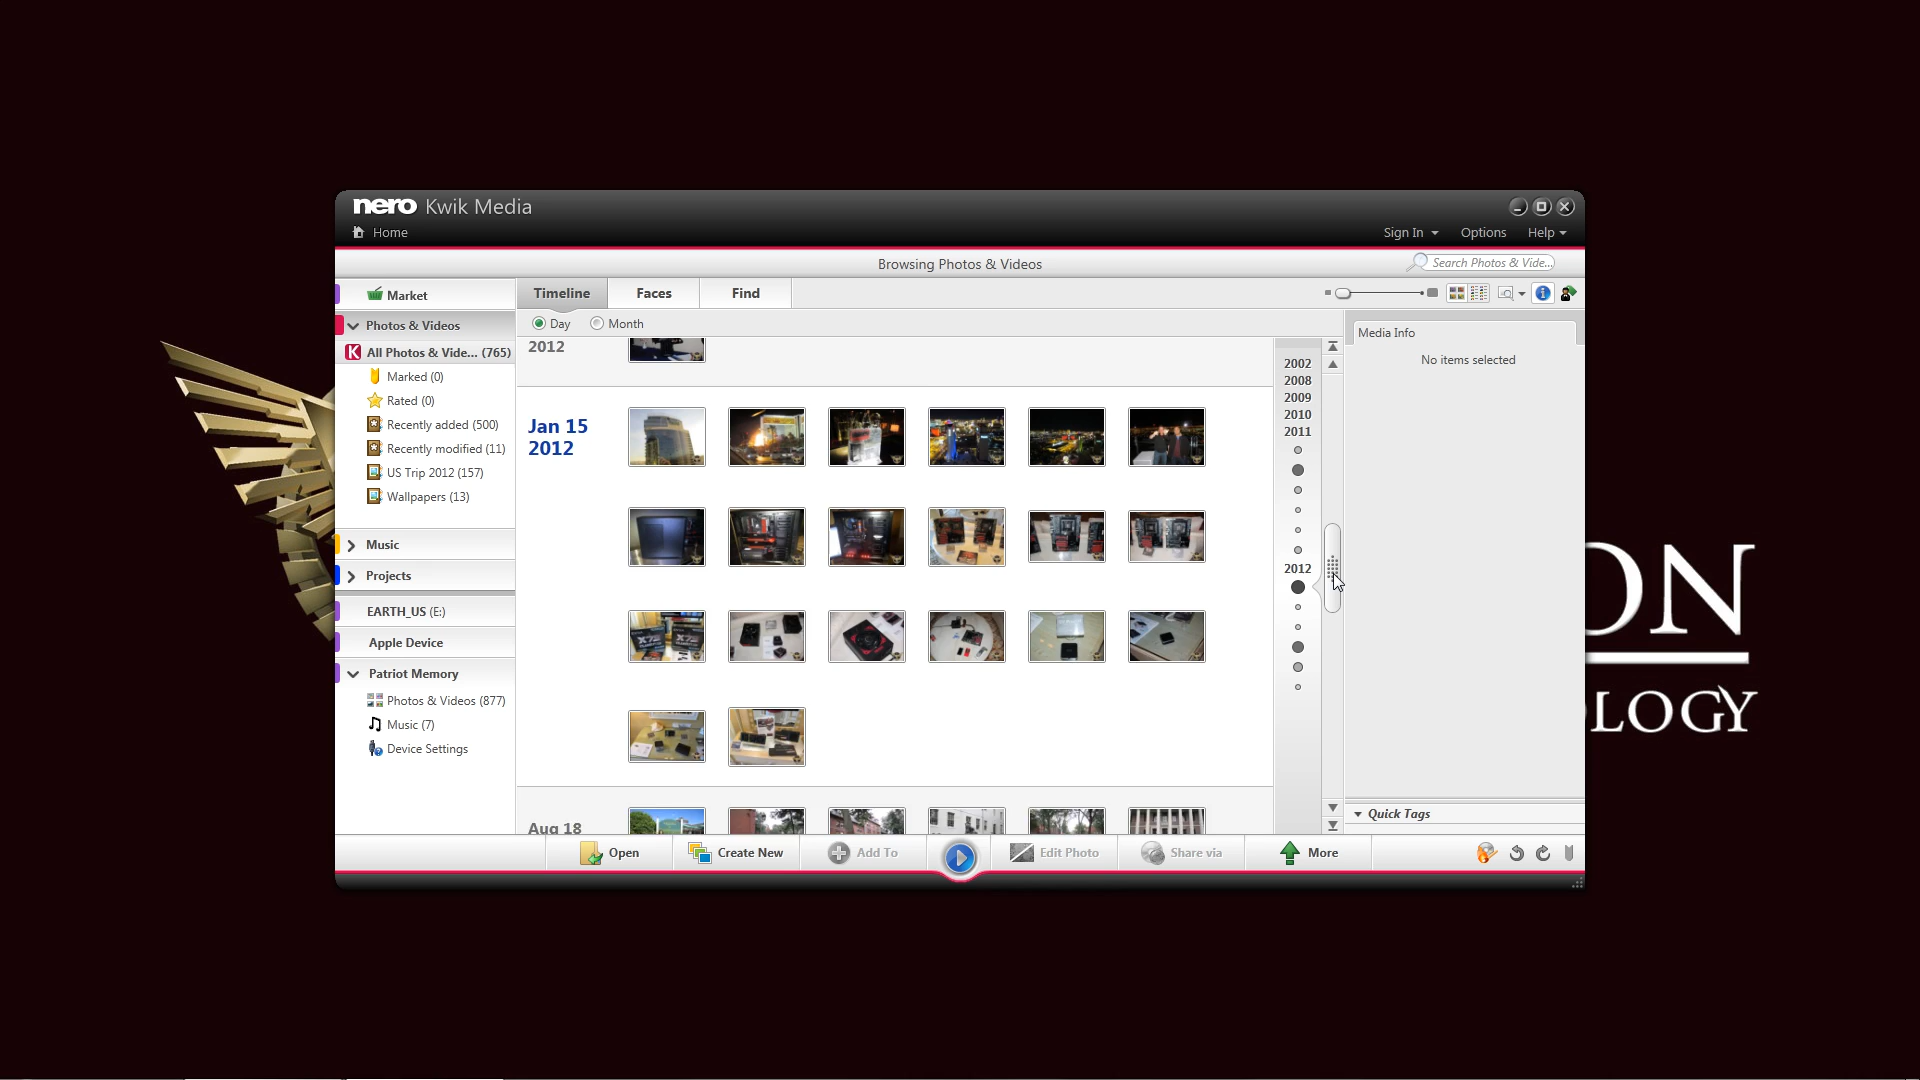 nero Kwik Media
Home
Sign In
Options
Help
Browsing Photos & Videos
Search Photos & Vide...
Market
Photos & Videos
All Photos & Vide... (765)
Marked (0)
Rated (0)
Recently added (500)
Recently modified (11)
US Trip 2012 (157)
Wallpapers (13)
Music
Projects
EARTH_US (E:)
Apple Device
Patriot Memory
Photos & Videos (877)
Music (7)
Device Settings
Timeline
Faces
Find
Day
Month
2012
Jan 15
2012
Aug 18
2002
2008
2009
2010
2011
2012
Media Info
No items selected
Quick Tags
Open
Create New
Add To
Edit Photo
Share via
More
ON
LOGY